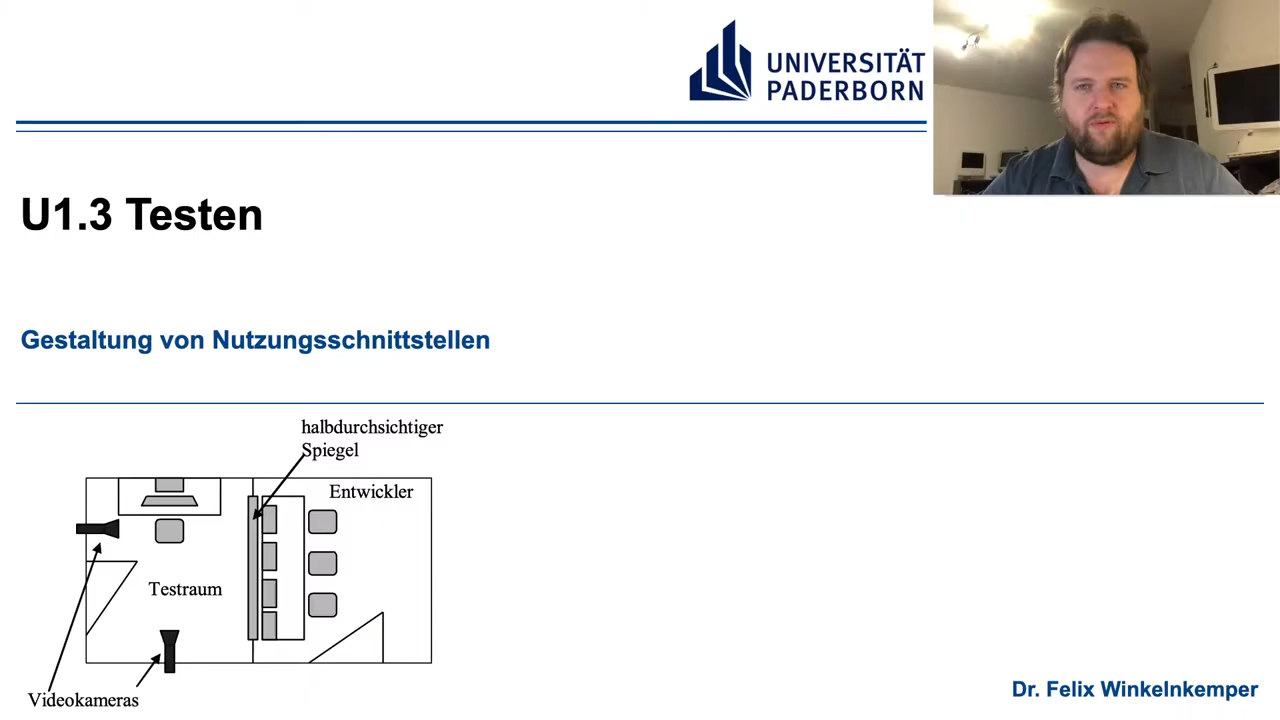 UNIVERSITÄT
PADERBORN
U1.3 Testen
Gestaltung von Nutzungsschnittstellen
halbdurchsichtiger
Spiegel
Entwickler
Testraum
Videokameras
Dr. Felix Winkelnkemper